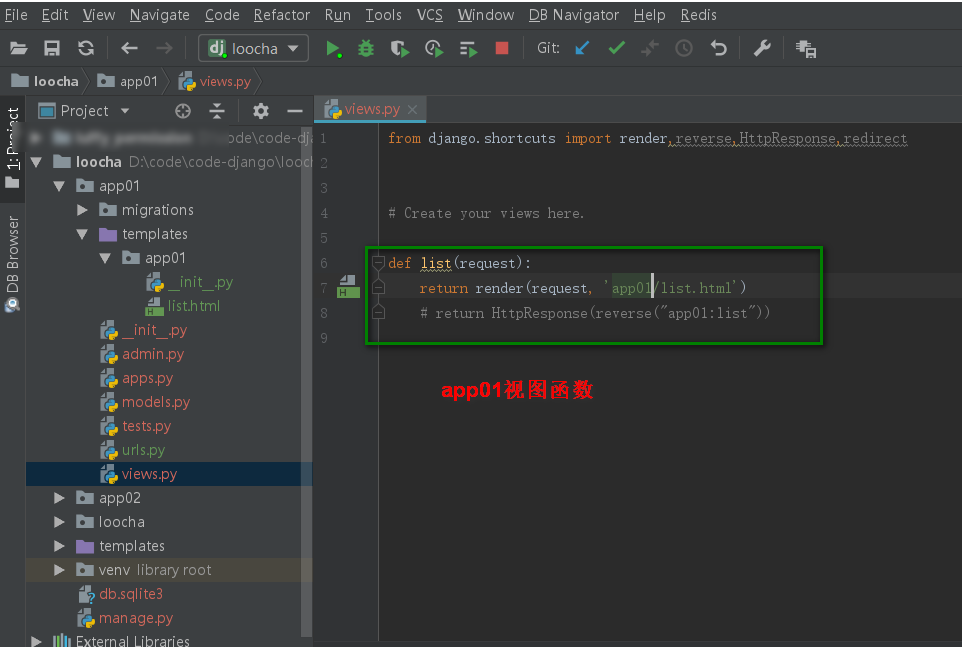 File Edit View Navigate Code Refactor Run Tools VCS Window DB Navigator Help Redis
dj loocha Git:
loocha app01 views.py
1: Project
DB Browser
Project
loocha D:\code\code-django\looch
app01
migrations
templates
app01
__init__.py
list.html
__init__.py
admin.py
apps.py
models.py
tests.py
urls.py
views.py
app02
loocha
templates
venv library root
db.sqlite3
manage.py
External Libraries
views.py
1 from django.shortcuts import render,reverse,HttpResponse,redirect
2
3
4 # Create your views here.
5
6 def list(request):
7 return render(request, 'app01/list.html')
8 # return HttpResponse(reverse("app01:list"))
9
app01视图函数